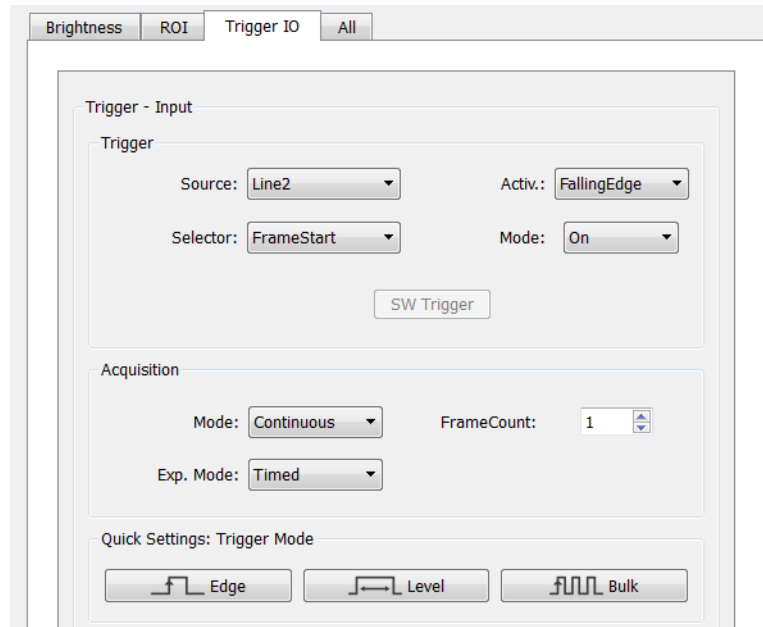 Brightness ROI Trigger IO All
Trigger - Input
Trigger
Source: Line2 Activ.: FallingEdge
Selector: FrameStart Mode: On
SW Trigger
Acquisition
Mode: Continuous FrameCount: 1
Exp. Mode: Timed
Quick Settings: Trigger Mode
Edge Level Bulk